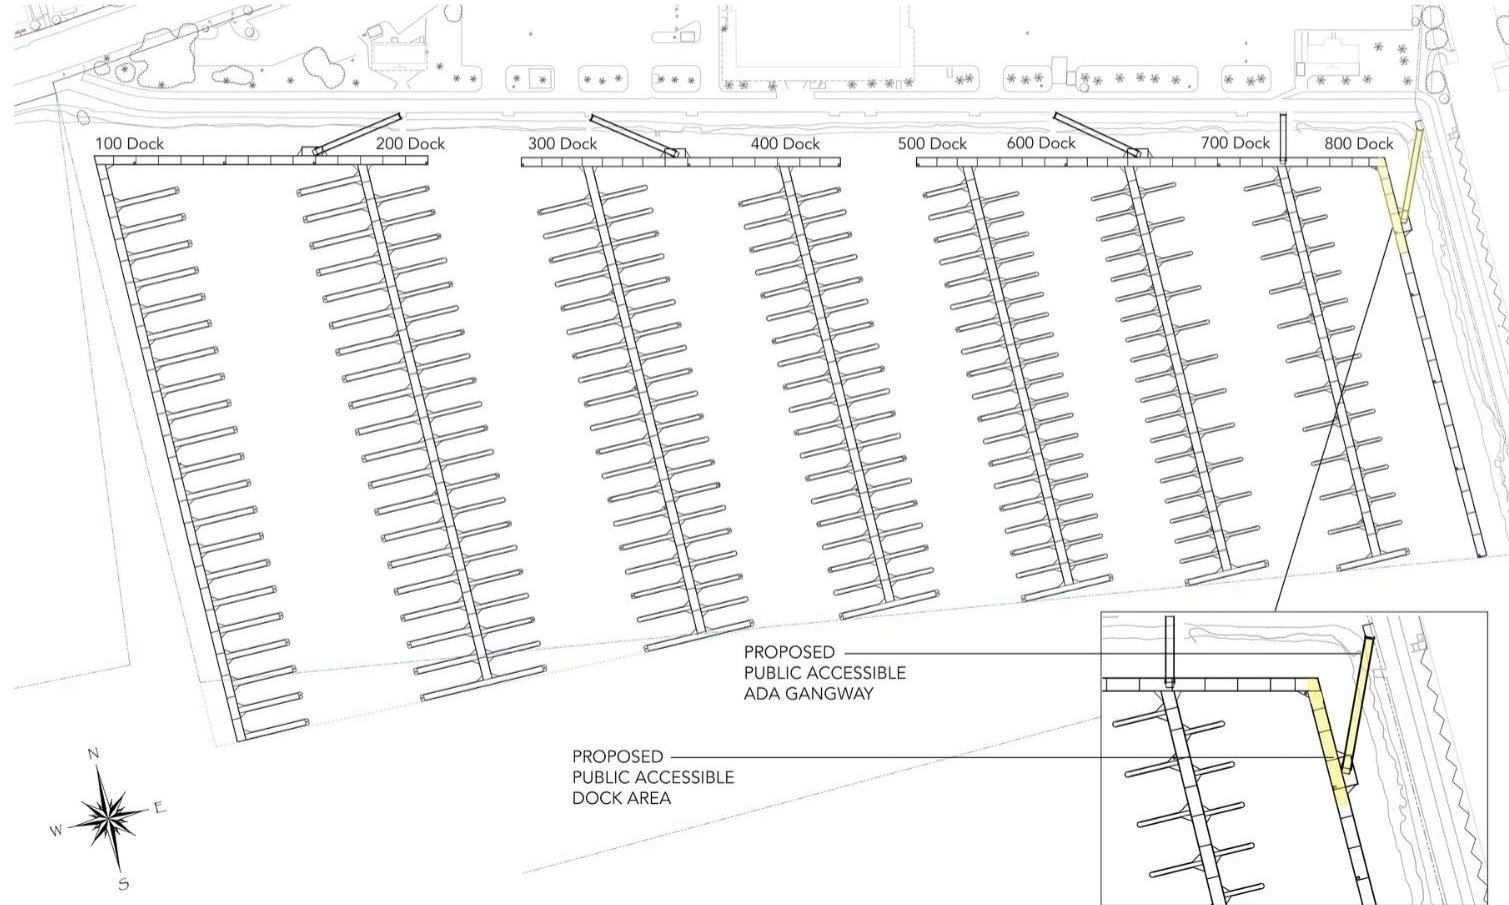 100 Dock
200 Dock
300 Dock
400 Dock
500 Dock
600 Dock
700 Dock
800 Dock
PROPOSED
PUBLIC ACCESSIBLE
ADA GANGWAY
PROPOSED
PUBLIC ACCESSIBLE
DOCK AREA
N
W
E
S